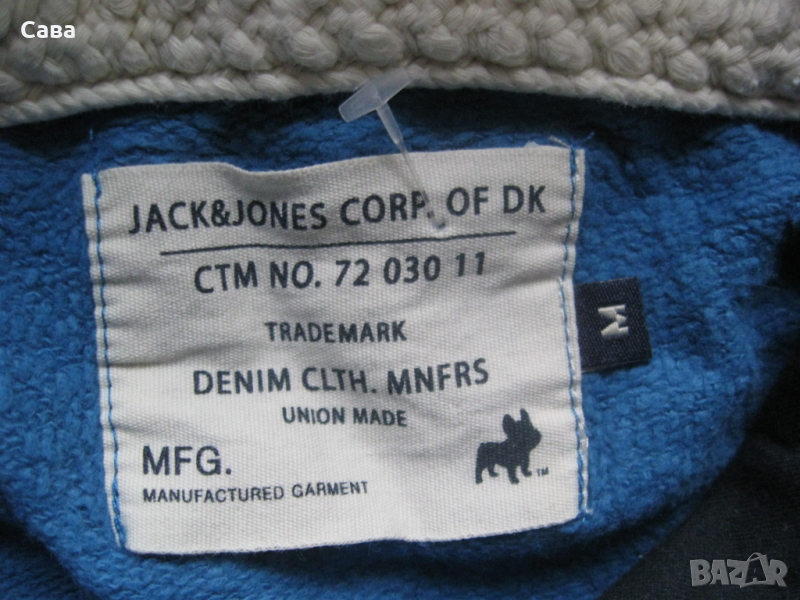 Caba
JACK&JONES CORP. OF DK
CTM NO. 72 030 11
TRADEMARK
DENIM CLTH. MNFRS
UNION MADE
MFG.
MANUFACTURED GARMENT
TM
M
BAZAR